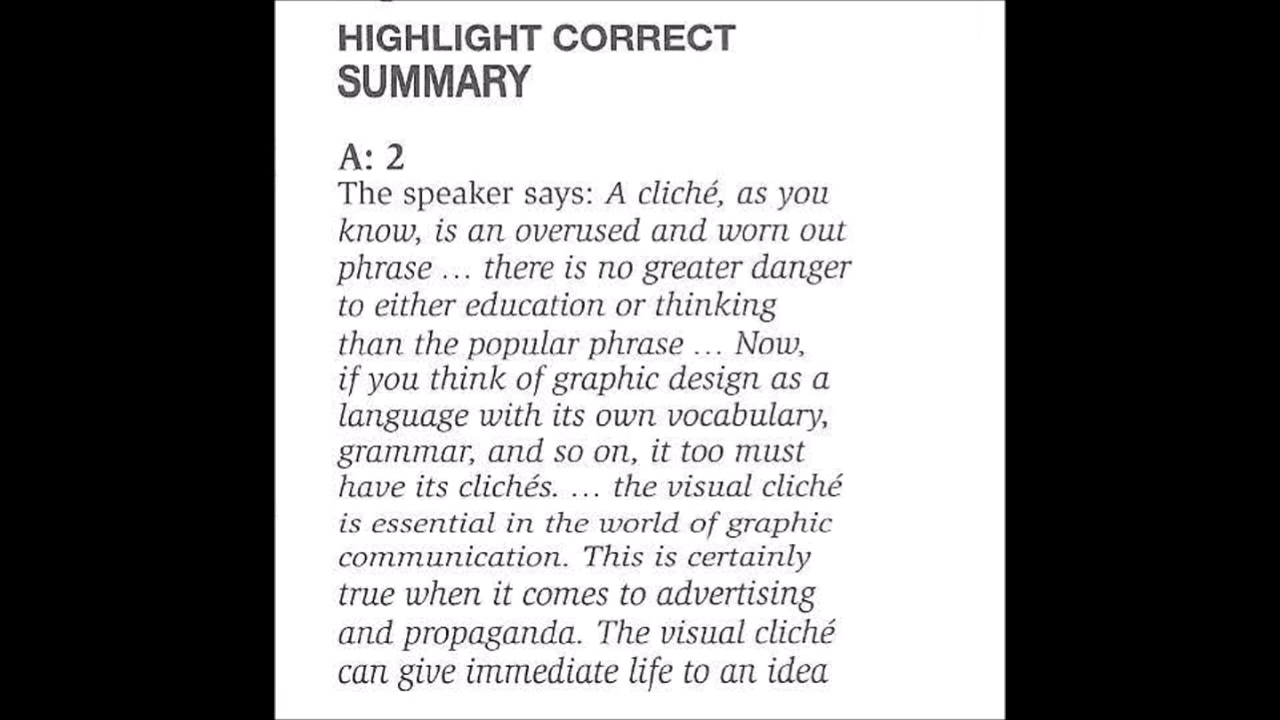 HIGHLIGHT CORRECT
SUMMARY
A: 2
The speaker says: A cliché, as you
know, is an overused and worn out
phrase … there is no greater danger
to either education or thinking
than the popular phrase … Now,
if you think of graphic design as a
language with its own vocabulary,
grammar, and so on, it too must
have its clichés. … the visual cliché
is essential in the world of graphic
communication. This is certainly
true when it comes to advertising
and propaganda. The visual cliché
can give immediate life to an idea